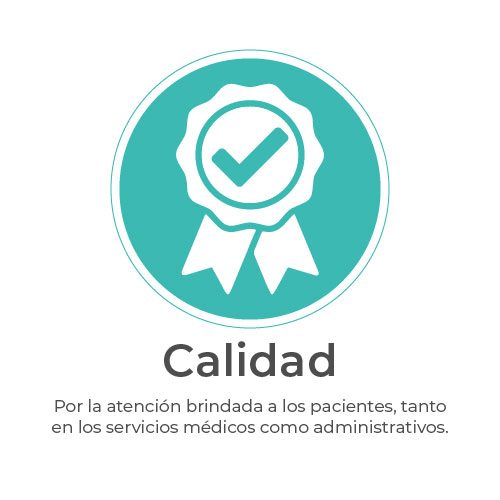 Calidad
Por la atención brindada a los pacientes, tanto
en los servicios médicos como administrativos.